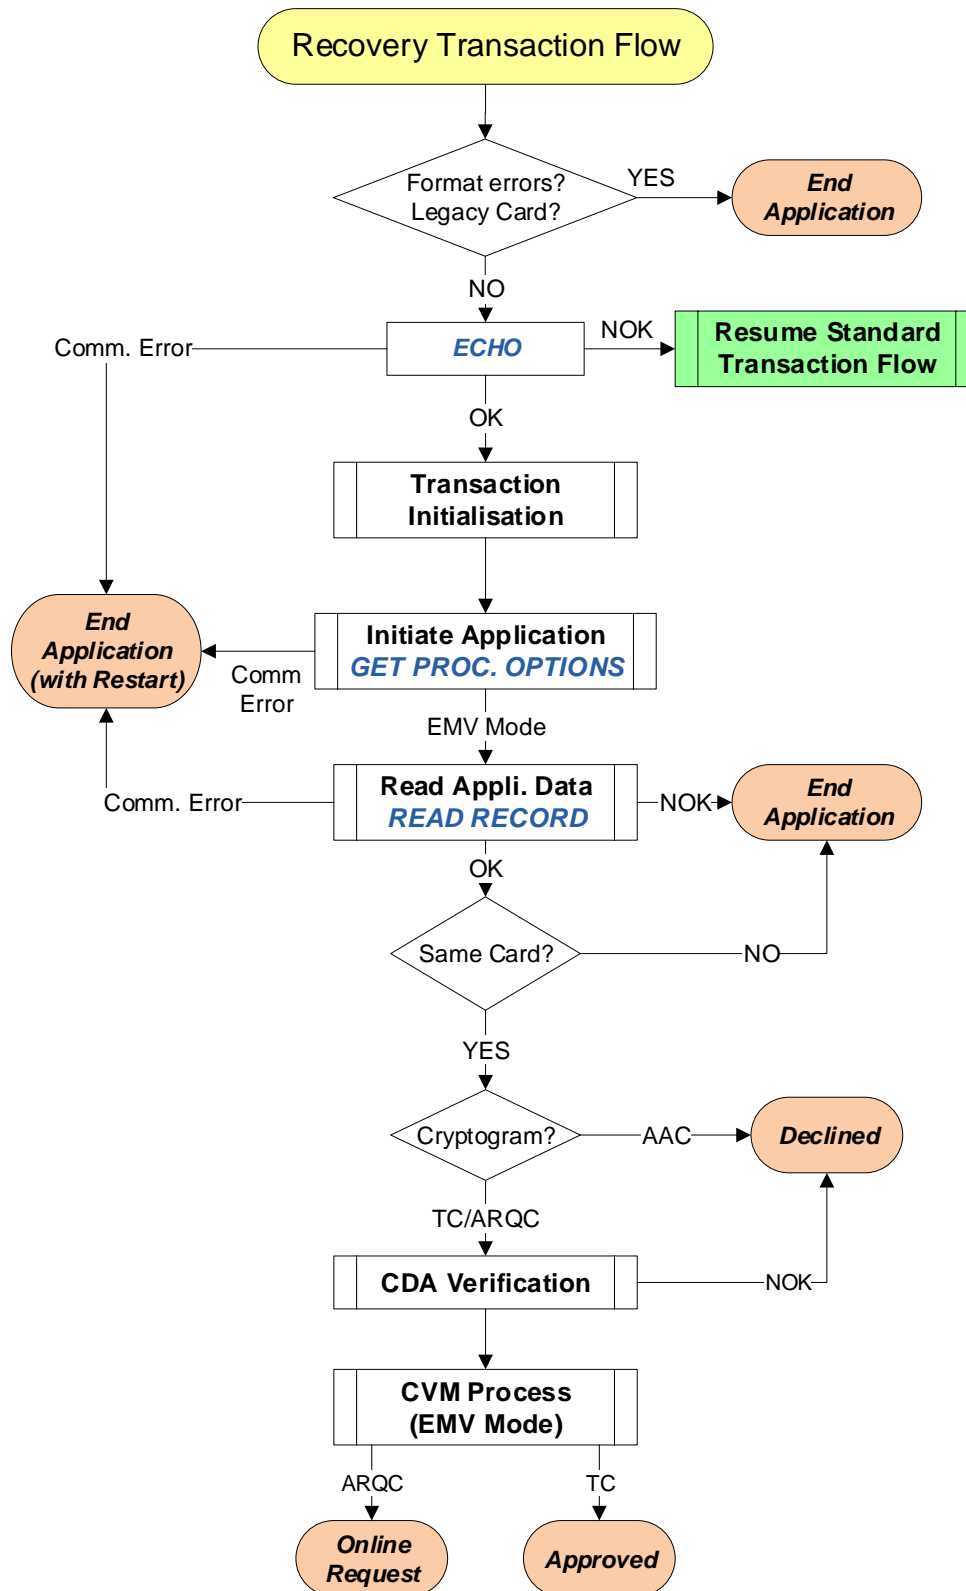 Recovery Transaction Flow
Format errors?
Legacy Card?
YES
End
Application
NO
Comm. Error
ECHO
NOK
Resume Standard
Transaction Flow
OK
Transaction
Initialisation
End
Application
(with Restart)
Comm
Error
Initiate Application
GET PROC. OPTIONS
EMV Mode
Comm. Error
Read Appli. Data
READ RECORD
NOK
End
Application
OK
Same Card?
NO
YES
Cryptogram?
AAC
Declined
TC/ARQC
CDA Verification
NOK
CVM Process
(EMV Mode)
ARQC
TC
Online
Request
Approved